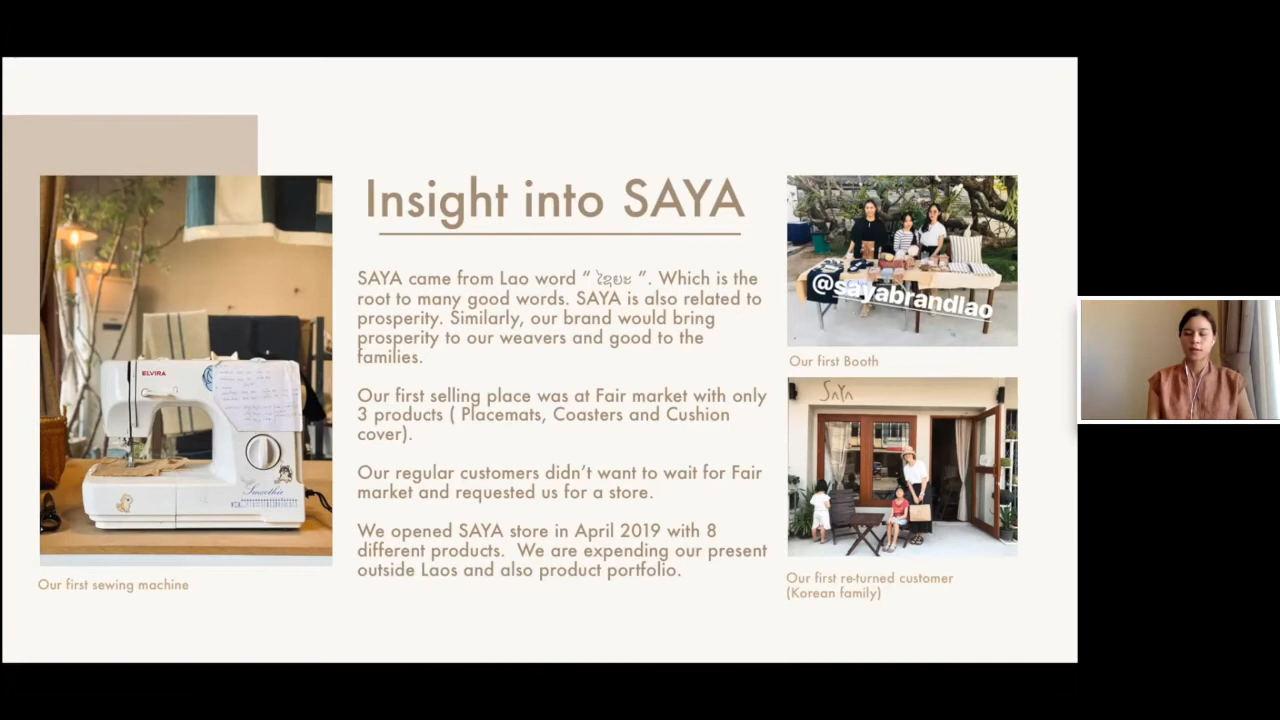 Insight into SAYA
SAYA came from Lao word “ ໄຊຍະ ”. Which is the
root to many good words. SAYA is also related to
prosperity. Similarly, our brand would bring
prosperity to our weavers and good to the
families.
Our first selling place was at Fair market with only
3 products ( Placemats, Coasters and Cushion
cover).
Our regular customers didn’t want to wait for Fair
market and requested us for a store.
We opened SAYA store in April 2019 with 8
different products.  We are expending our present
outside Laos and also product portfolio.
ELVIRA
Smoothie
Our first sewing machine
@sayabrandlao
Our first Booth
SAYA
Our first re-turned customer
(Korean family)